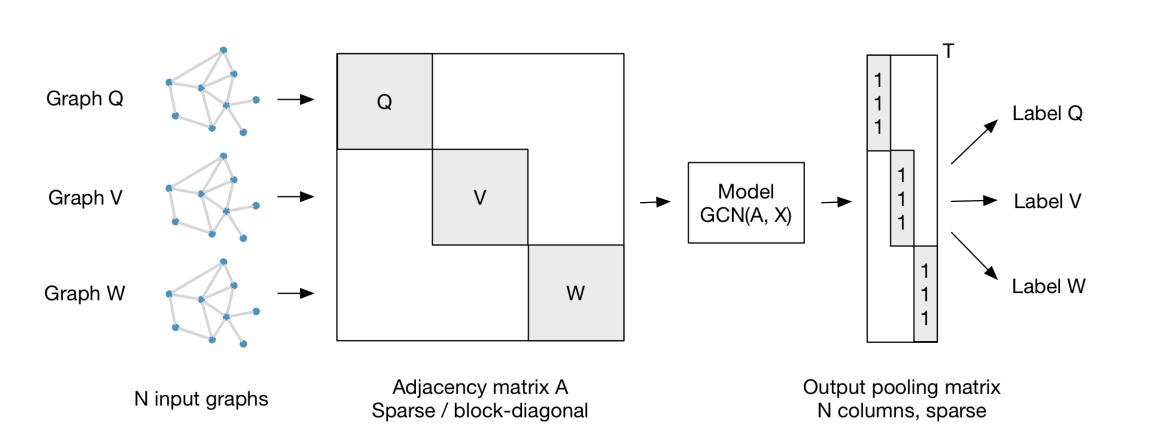 Graph Q
Graph V
Graph W
N input graphs
Q
V
W
Adjacency matrix A
Sparse / block-diagonal
Model
GCN(A, X)
T
1
1
1
1
1
1
1
1
1
Output pooling matrix
N columns, sparse
Label Q
Label V
Label W